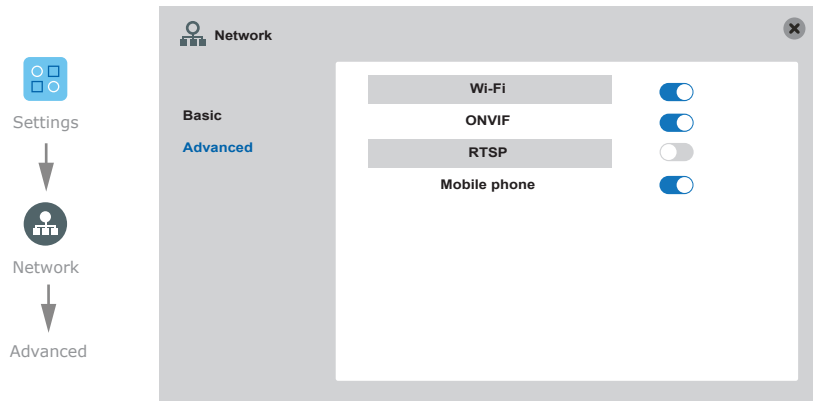 Settings
Network
Advanced
Network
Basic
Advanced
Wi-Fi
ONVIF
RTSP
Mobile phone